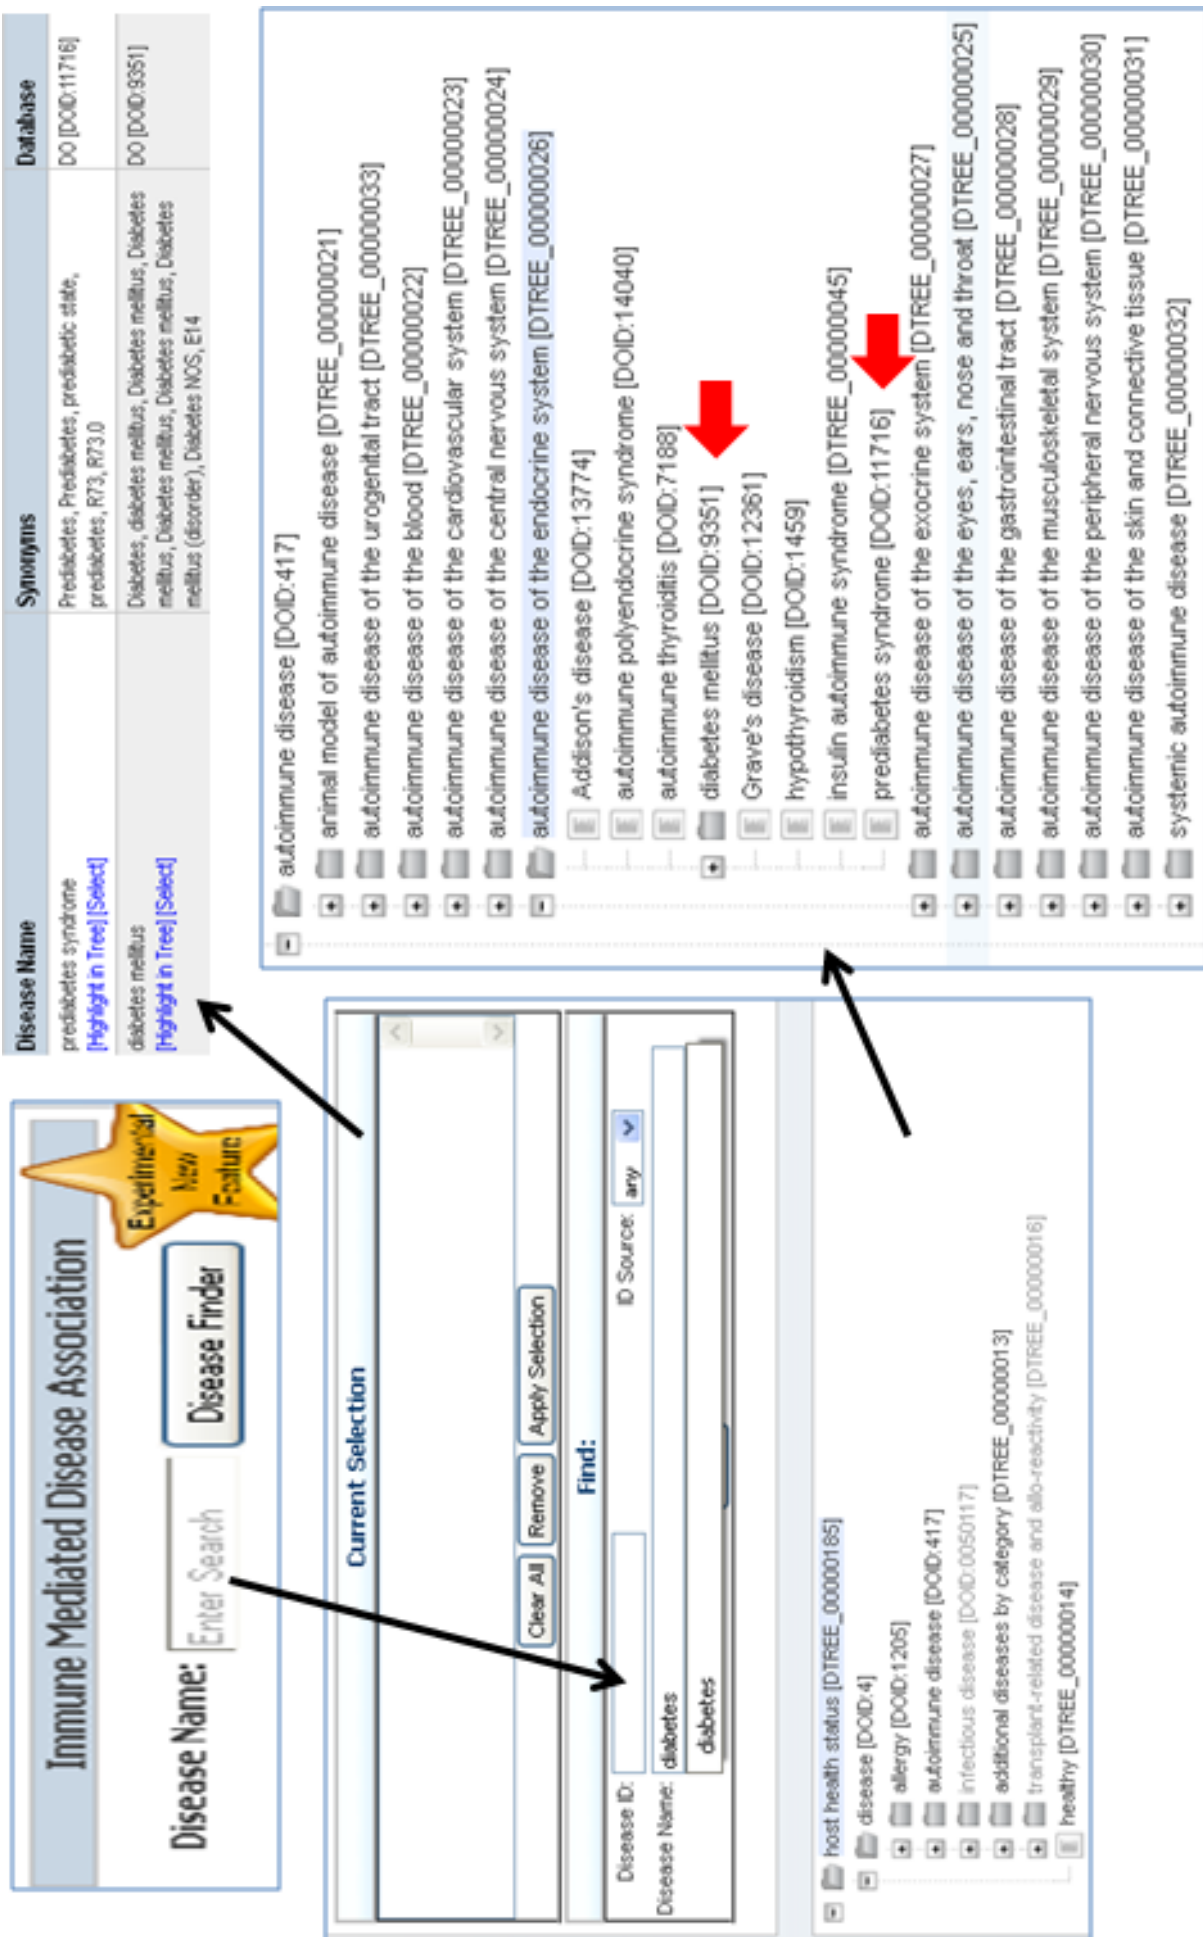 Immune Mediated Disease Association
Disease Name:
Enter Search
Disease Finder
Experimental
New
Feature
Disease Name
Synonyms
Database
prediabetes syndrome
[Highlight in Tree] [Select]
Prediabetes, Prediabetes, prediabetic state,
prediabetes, R73, R73.0
DO [DOID:11716]
diabetes mellitus
[Highlight in Tree] [Select]
Diabetes, diabetes mellitus, Diabetes mellitus, Diabetes
mellitus, Diabetes mellitus, Diabetes mellitus, Diabetes
mellitus (disorder), Diabetes NOS, E14
DO [DOID:9351]
Current Selection
Clear All
Remove
Apply Selection
Find:
Disease ID:
ID Source:
any
Disease Name:
diabetes
diabetes
host health status [DTREE_00000185]
disease [DOID:4]
allergy [DOID:1205]
autoimmune disease [DOID:417]
infectious disease [DOID:0050117]
additional diseases by category [DTREE_00000013]
transplant-related disease and allo-reactivity [DTREE_00000016]
healthy [DTREE_00000014]
autoimmune disease [DOID:417]
animal model of autoimmune disease [DTREE_00000021]
autoimmune disease of the urogenital tract [DTREE_00000033]
autoimmune disease of the blood [DTREE_00000022]
autoimmune disease of the cardiovascular system [DTREE_00000023]
autoimmune disease of the central nervous system [DTREE_00000024]
autoimmune disease of the endocrine system [DTREE_00000026]
Addison's disease [DOID:13774]
autoimmune polyendocrine syndrome [DOID:14040]
autoimmune thyroiditis [DOID:7188]
diabetes mellitus [DOID:9351]
Grave's disease [DOID:12361]
hypothyroidism [DOID:1459]
insulin autoimmune syndrome [DTREE_00000045]
prediabetes syndrome [DOID:11716]
autoimmune disease of the exocrine system [DTREE_00000027]
autoimmune disease of the eyes, ears, nose and throat [DTREE_00000025]
autoimmune disease of the gastrointestinal tract [DTREE_00000028]
autoimmune disease of the musculoskeletal system [DTREE_00000029]
autoimmune disease of the peripheral nervous system [DTREE_00000030]
autoimmune disease of the skin and connective tissue [DTREE_00000031]
systemic autoimmune disease [DTREE_00000032]